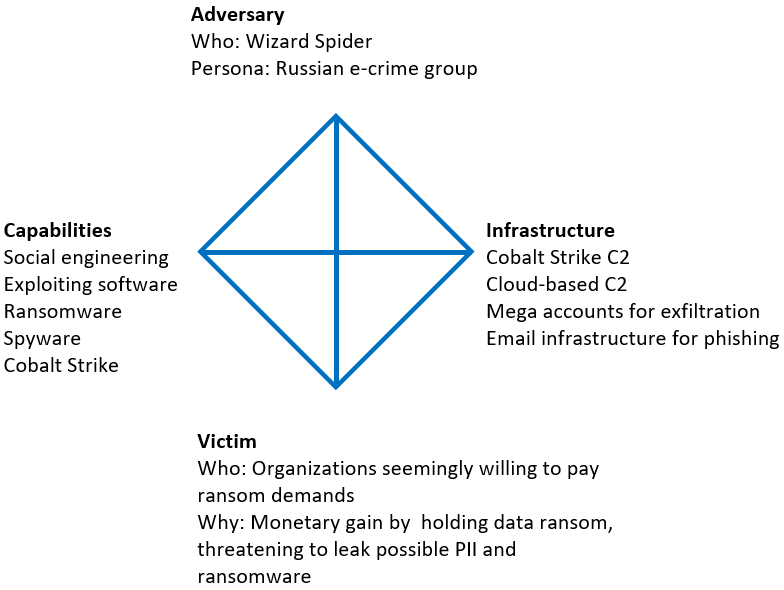 Adversary
Who: Wizard Spider
Persona: Russian e-crime group
Capabilities
Social engineering
Exploiting software
Ransomware
Spyware
Cobalt Strike
Infrastructure
Cobalt Strike C2
Cloud-based C2
Mega accounts for exfiltration
Email infrastructure for phishing
Victim
Who: Organizations seemingly willing to pay
ransom demands
Why: Monetary gain by  holding data ransom,
threatening to leak possible PII and
ransomware